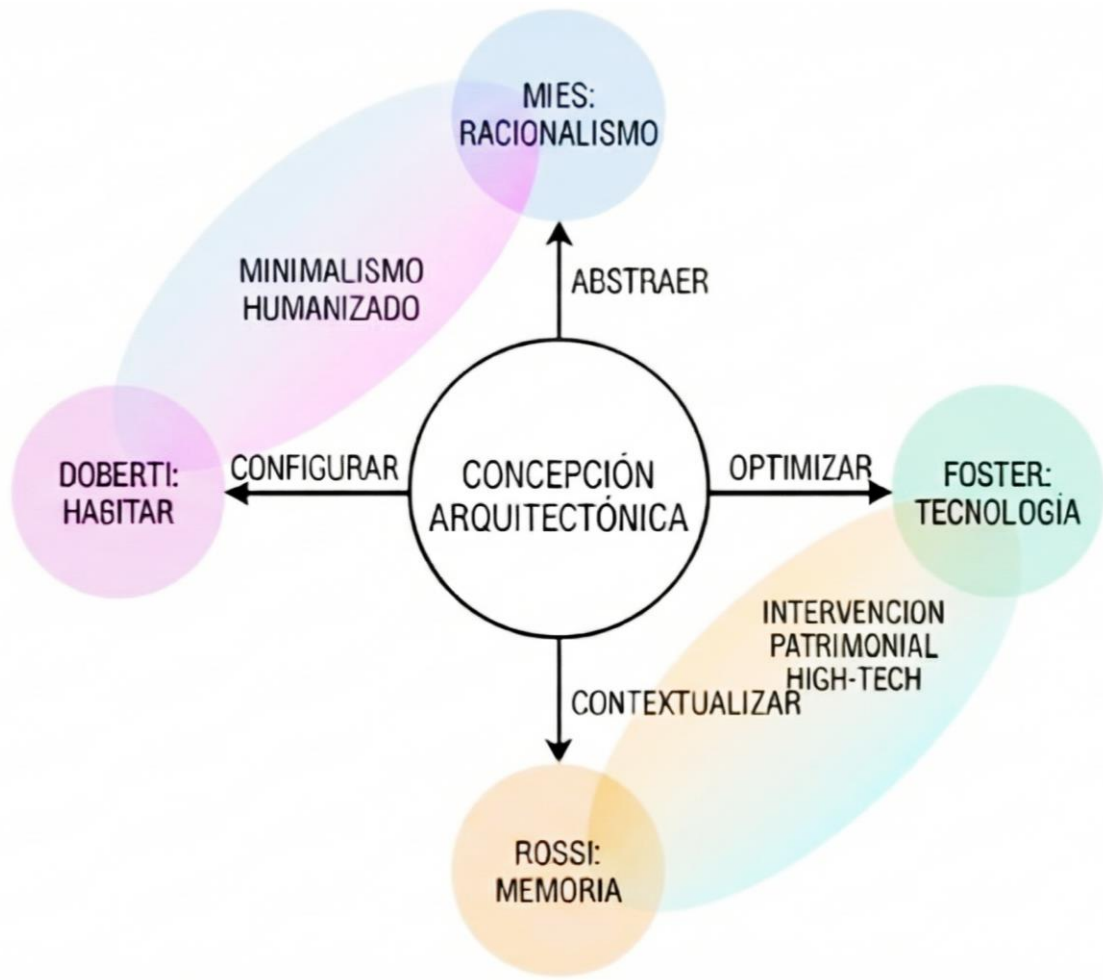 MIES:
RACIONALISMO
MINIMALISMO
HUMANIZADO
ABSTRAER
DOBERTI:
HA6ITAR
CONFIGURAR
CONCEPCIÓN
ARQUITECTÓNICA
OPTIMIZAR
FOSTER:
TECNOLOGÍA
INTERVENCION
PATRIMONIAL
HIGH-TECH
CONTEXTUALIZAR
ROSSI:
MEMORIA